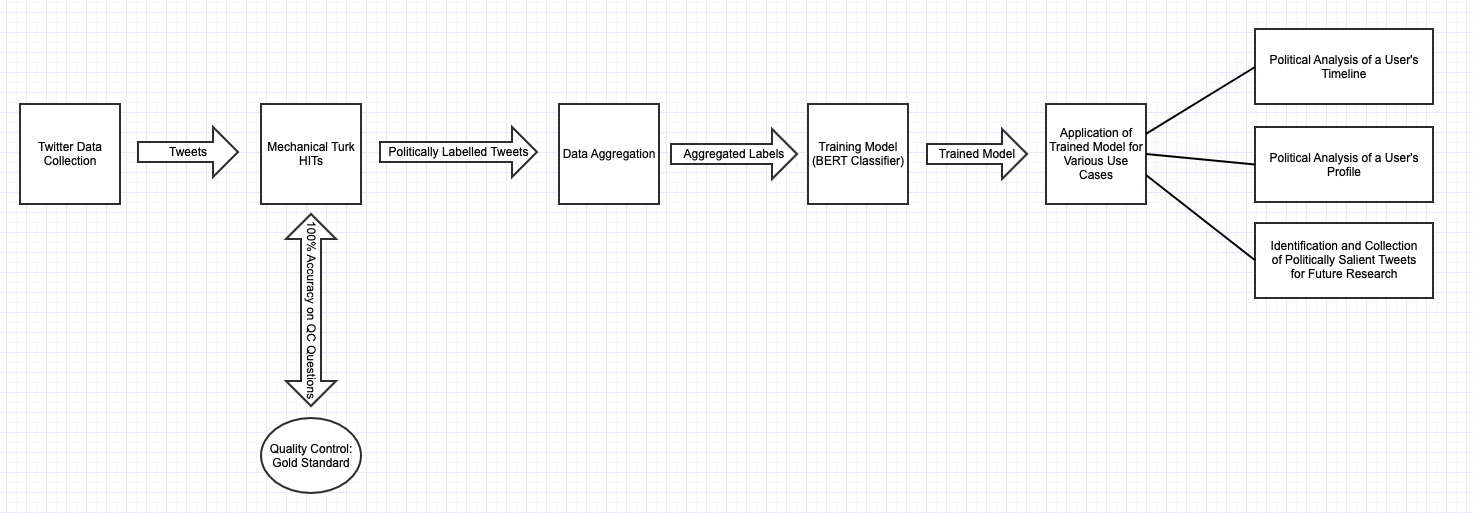 Twitter Data
Collection
Tweets
Mechanical Turk
HITs
Politically Labelled Tweets
Data Aggregation
Aggregated Labels
Training Model
(BERT Classifier)
Trained Model
Application of
Trained Model for
Various Use
Cases
Political Analysis of a User's
Timeline
Political Analysis of a User's
Profile
Identification and Collection
of Politically Salient Tweets
for Future Research
100% Accuracy on QC Questions
Quality Control:
Gold Standard